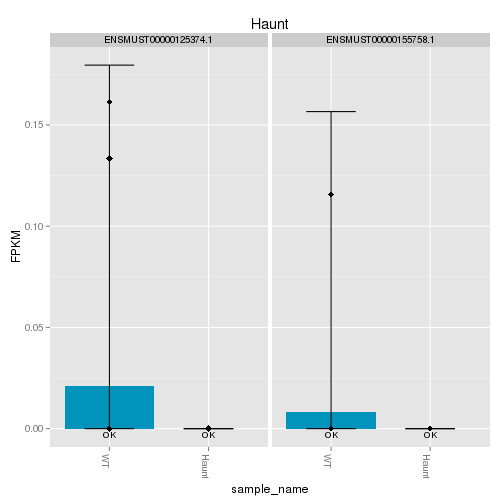 Haunt
ENSMUST00000125374.1 ENSMUST00000155758.1
FPKM
0.15
0.10
0.05
0.00
OK OK OK OK
WT Haunt WT Haunt
sample_name